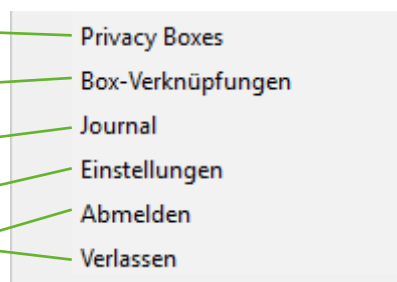 Privacy Boxes
Box-Verknüpfungen
Journal
Einstellungen
Abmelden
Verlassen